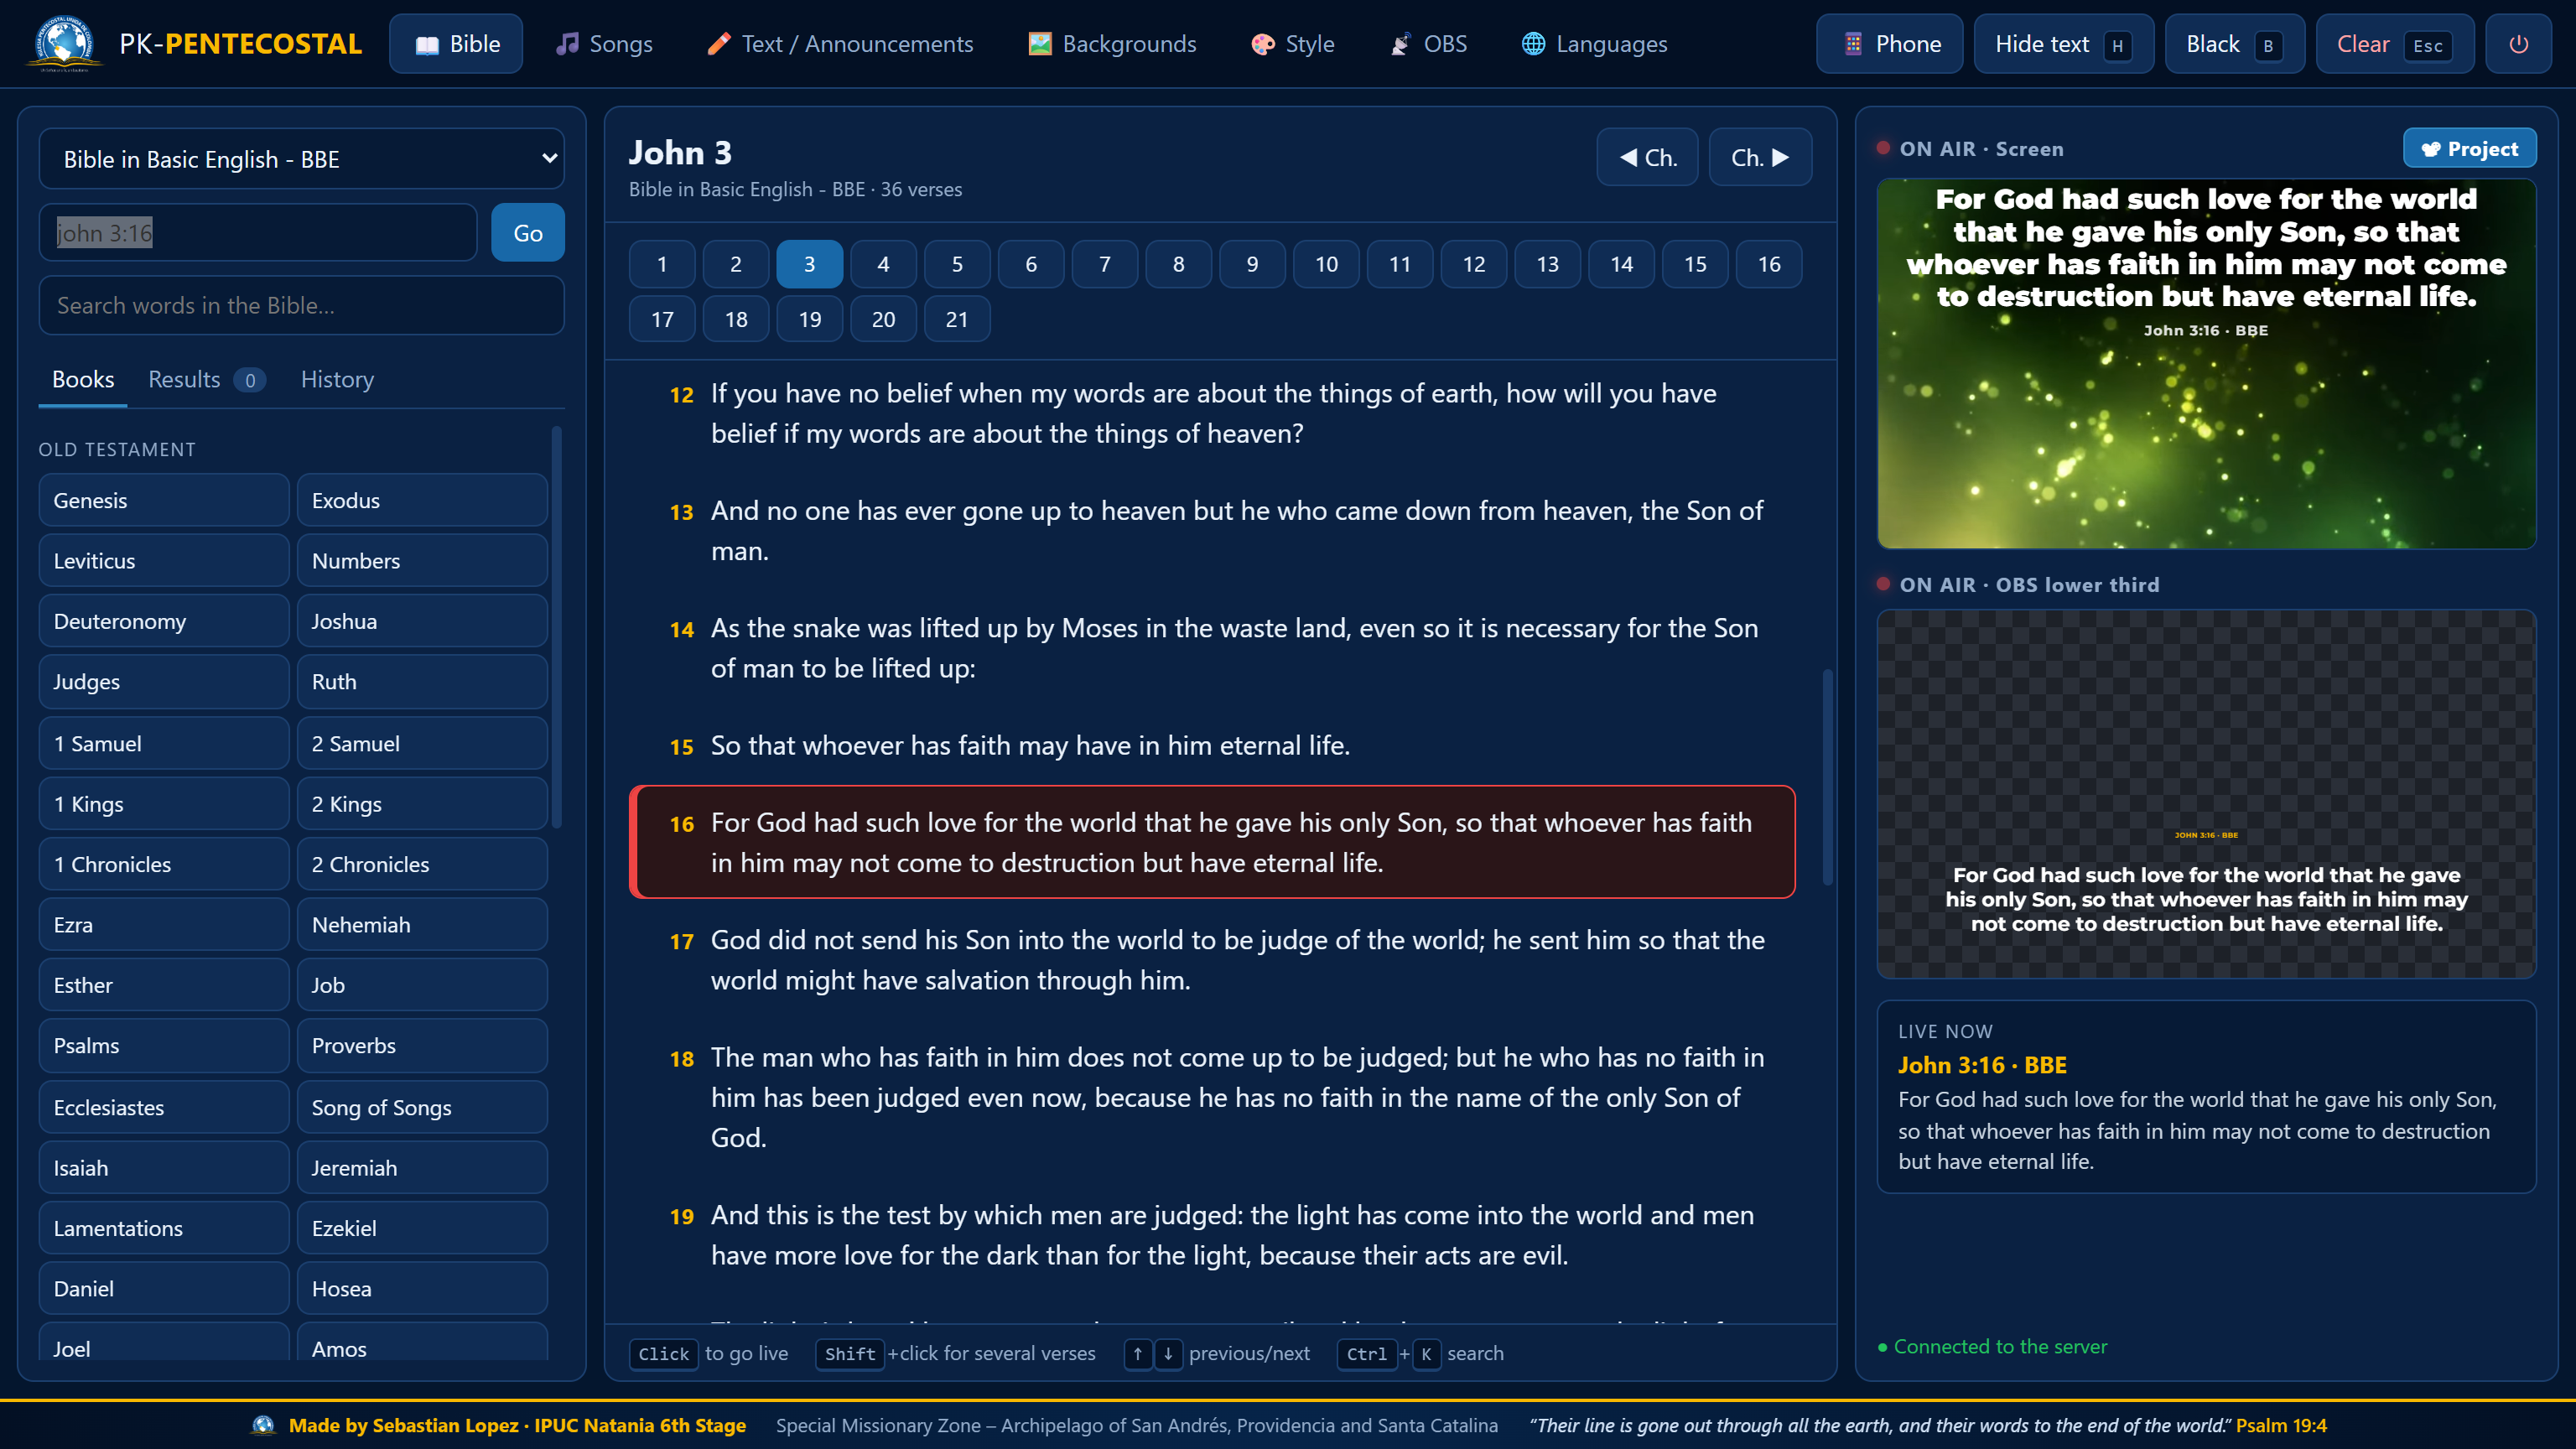 PK-PENTECOSTAL
Bible
Songs
Text / Announcements
Backgrounds
Style
OBS
Languages
Phone
Hide text H
Black B
Clear Esc
Bible in Basic English - BBE
john 3:16
Go
Search words in the Bible...
Books
Results 0
History
OLD TESTAMENT
Genesis
Exodus
Leviticus
Numbers
Deuteronomy
Joshua
Judges
Ruth
1 Samuel
2 Samuel
1 Kings
2 Kings
1 Chronicles
2 Chronicles
Ezra
Nehemiah
Esther
Job
Psalms
Proverbs
Ecclesiastes
Song of Songs
Isaiah
Jeremiah
Lamentations
Ezekiel
Daniel
Hosea
Joel
Amos
John 3
Bible in Basic English - BBE · 36 verses
◀ Ch.
Ch. ▶
1 2 3 4 5 6 7 8 9 10 11 12 13 14 15 16
17 18 19 20 21
12 If you have no belief when my words are about the things of earth, how will you have
belief if my words are about the things of heaven?
13 And no one has ever gone up to heaven but he who came down from heaven, the Son of
man.
14 As the snake was lifted up by Moses in the waste land, even so it is necessary for the Son
of man to be lifted up:
15 So that whoever has faith may have in him eternal life.
16 For God had such love for the world that he gave his only Son, so that whoever has faith
in him may not come to destruction but have eternal life.
17 God did not send his Son into the world to be judge of the world; he sent him so that the
world might have salvation through him.
18 The man who has faith in him does not come up to be judged; but he who has no faith in
him has been judged even now, because he has no faith in the name of the only Son of
God.
19 And this is the test by which men are judged: the light has come into the world and men
have more love for the dark than for the light, because their acts are evil.
Click to go live Shift+click for several verses ↑ ↓ previous/next Ctrl+K search
ON AIR · Screen
Project
For God had such love for the world
that he gave his only Son, so that
whoever has faith in him may not come
to destruction but have eternal life.
John 3:16 · BBE
ON AIR · OBS lower third
JOHN 3:16 · BBE
For God had such love for the world that he gave
his only Son, so that whoever has faith in him may
not come to destruction but have eternal life.
LIVE NOW
John 3:16 · BBE
For God had such love for the world that he gave his only Son,
so that whoever has faith in him may not come to destruction
but have eternal life.
● Connected to the server
Made by Sebastian Lopez · IPUC Natania 6th Stage
Special Missionary Zone – Archipelago of San Andrés, Providencia and Santa Catalina
“Their line is gone out through all the earth, and their words to the end of the world.” Psalm 19:4